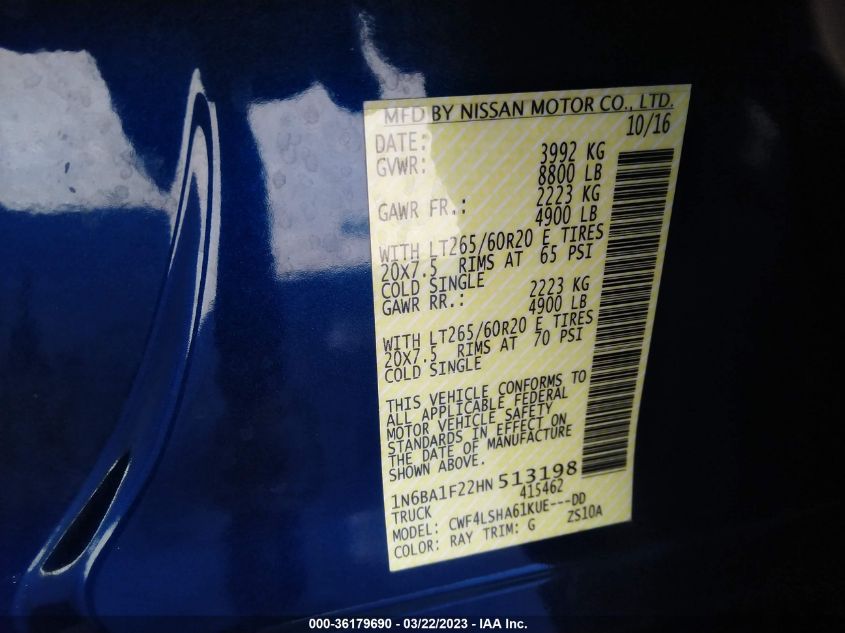 MFD BY NISSAN MOTOR CO., LTD.
DATE: 10/16
GVWR: 3992 KG
8800 LB
GAWR FR.: 2223 KG
4900 LB
WITH LT265/60R20 E TIRES
20X7.5 RIMS AT 65 PSI
COLD SINGLE
GAWR RR.: 2223 KG
4900 LB
WITH LT265/60R20 E TIRES
20X7.5 RIMS AT 70 PSI
COLD SINGLE
THIS VEHICLE CONFORMS TO
ALL APPLICABLE FEDERAL
MOTOR VEHICLE SAFETY
STANDARDS IN EFFECT ON
THE DATE OF MANUFACTURE
SHOWN ABOVE.
1N6BA1F22HN 513198
TRUCK 415462
MODEL: CWF4LSHA61KUE---DD
COLOR: RAY TRIM: G ZS10A
000-36179690 - 03/22/2023 - IAA Inc.